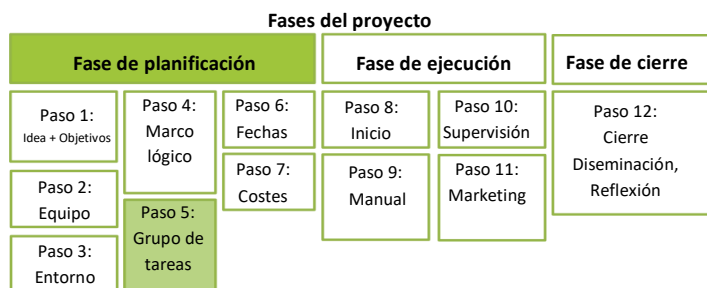 Fases del proyecto
Fase de planificación
Fase de ejecución
Fase de cierre
Paso 1:
Idea + Objetivos
Paso 2:
Equipo
Paso 3:
Entorno
Paso 4:
Marco
lógico
Paso 5:
Grupo de
tareas
Paso 6:
Fechas
Paso 7:
Costes
Paso 8:
Inicio
Paso 9:
Manual
Paso 10:
Supervisión
Paso 11:
Marketing
Paso 12:
Cierre
Diseminación,
Reflexión